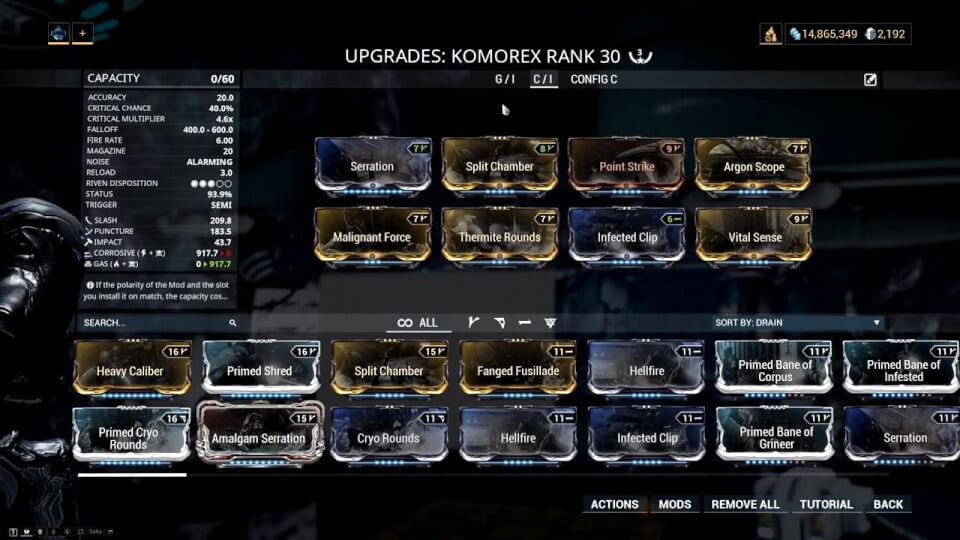 +
14,865,349 2,192
UPGRADES: KOMOREX RANK 30 3
CAPACITY 0/60
G / I C / I CONFIG C
ACCURACY 20.0
CRITICAL CHANCE 40.0%
CRITICAL MULTIPLIER 4.6x
FALLOFF 400.0 - 600.0
FIRE RATE 6.00
MAGAZINE 20
NOISE ALARMING
RELOAD 3.0
RIVEN DISPOSITION
STATUS 93.9%
TRIGGER SEMI
SLASH 209.8
PUNCTURE 183.5
IMPACT 43.7
CORROSIVE ( + ) 917.7 ▸ 0
GAS ( + ) 0 ▸ 917.7
If the polarity of the Mod and the slot
you install it on match, the capacity cos...
7 8 9 7
Serration Split Chamber Point Strike Argon Scope
7 7 6 9
Malignant Force Thermite Rounds Infected Clip Vital Sense
SEARCH... ALL SORT BY: DRAIN
16 16 15 11 11 11 11
Heavy Caliber Primed Shred Split Chamber Fanged Fusillade Hellfire Primed Bane of Corpus Primed Bane of Infested
16 15 11 11 11 11 11
Primed Cryo Rounds Amalgam Serration Cryo Rounds Hellfire Infected Clip Primed Bane of Grineer Serration
ACTIONS MODS REMOVE ALL TUTORIAL BACK